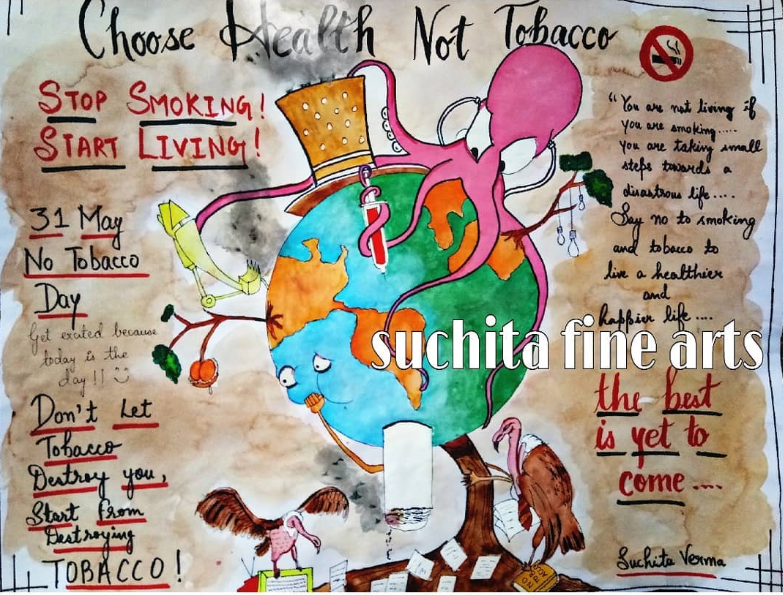 Choose Health Not Tobacco
STOP SMOKING!
START LIVING!
31 May
No Tobacco
Day
Get excited because
today is the
day!!
Don't Let
Tobacco
Destroy you,
Start from
Destroying
TOBACCO!
"You are not living if
you are smoking.....
you are taking small
steps towards a
disastrous life....
Say no to smoking
and tobacco to
live a healthier
and
happier life....
suchita fine arts
the best
is yet to
come....
Suchita Verma